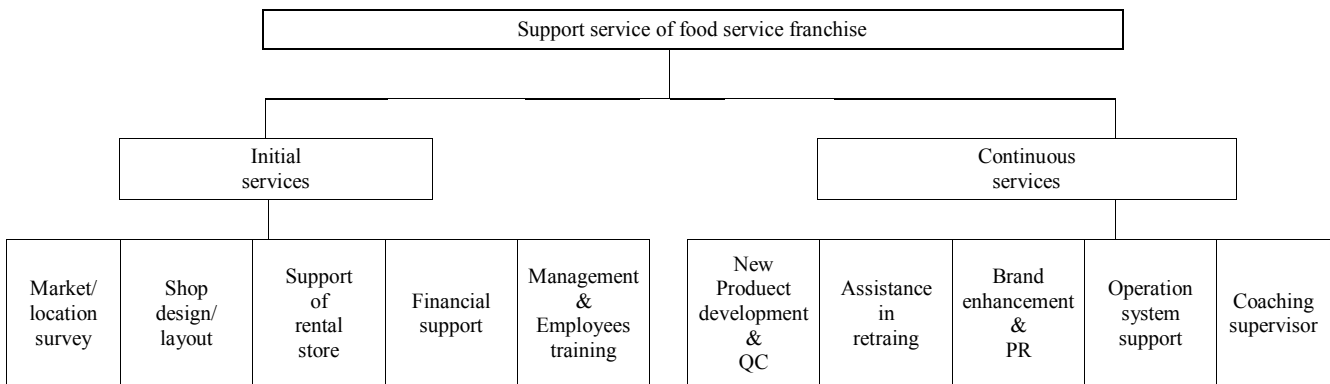 Support service of food service franchise
Initial
services
Continuous
services
Market/
location
survey
Shop
design/
layout
Support
of
rental
store
Financial
support
Management
&
Employees
training
New
Produect
development
&
QC
Assistance
in
retraing
Brand
enhancement
&
PR
Operation
system
support
Coaching
supervisor